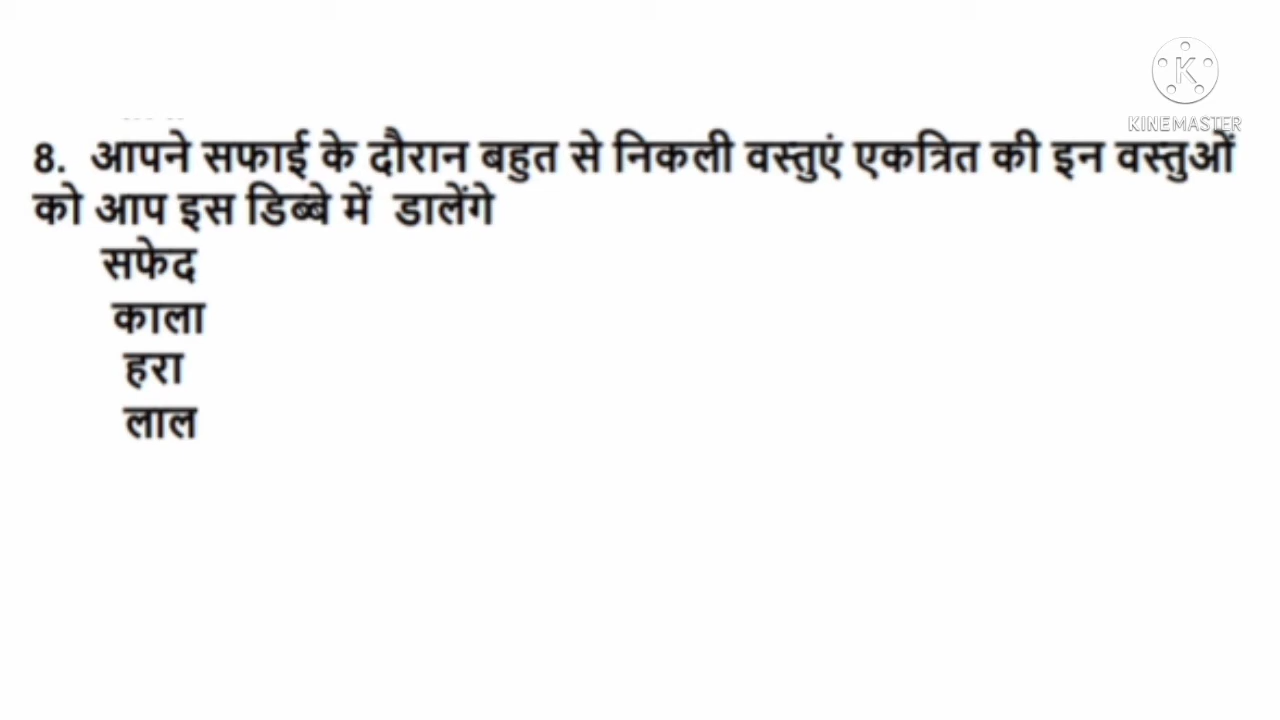 KINEMASTER
8. आपने सफाई के दौरान बहुत से निकली वस्तुएं एकत्रित की इन वस्तुओं
को आप इस डिब्बे में डालेंगे
सफेद
काला
हरा
लाल